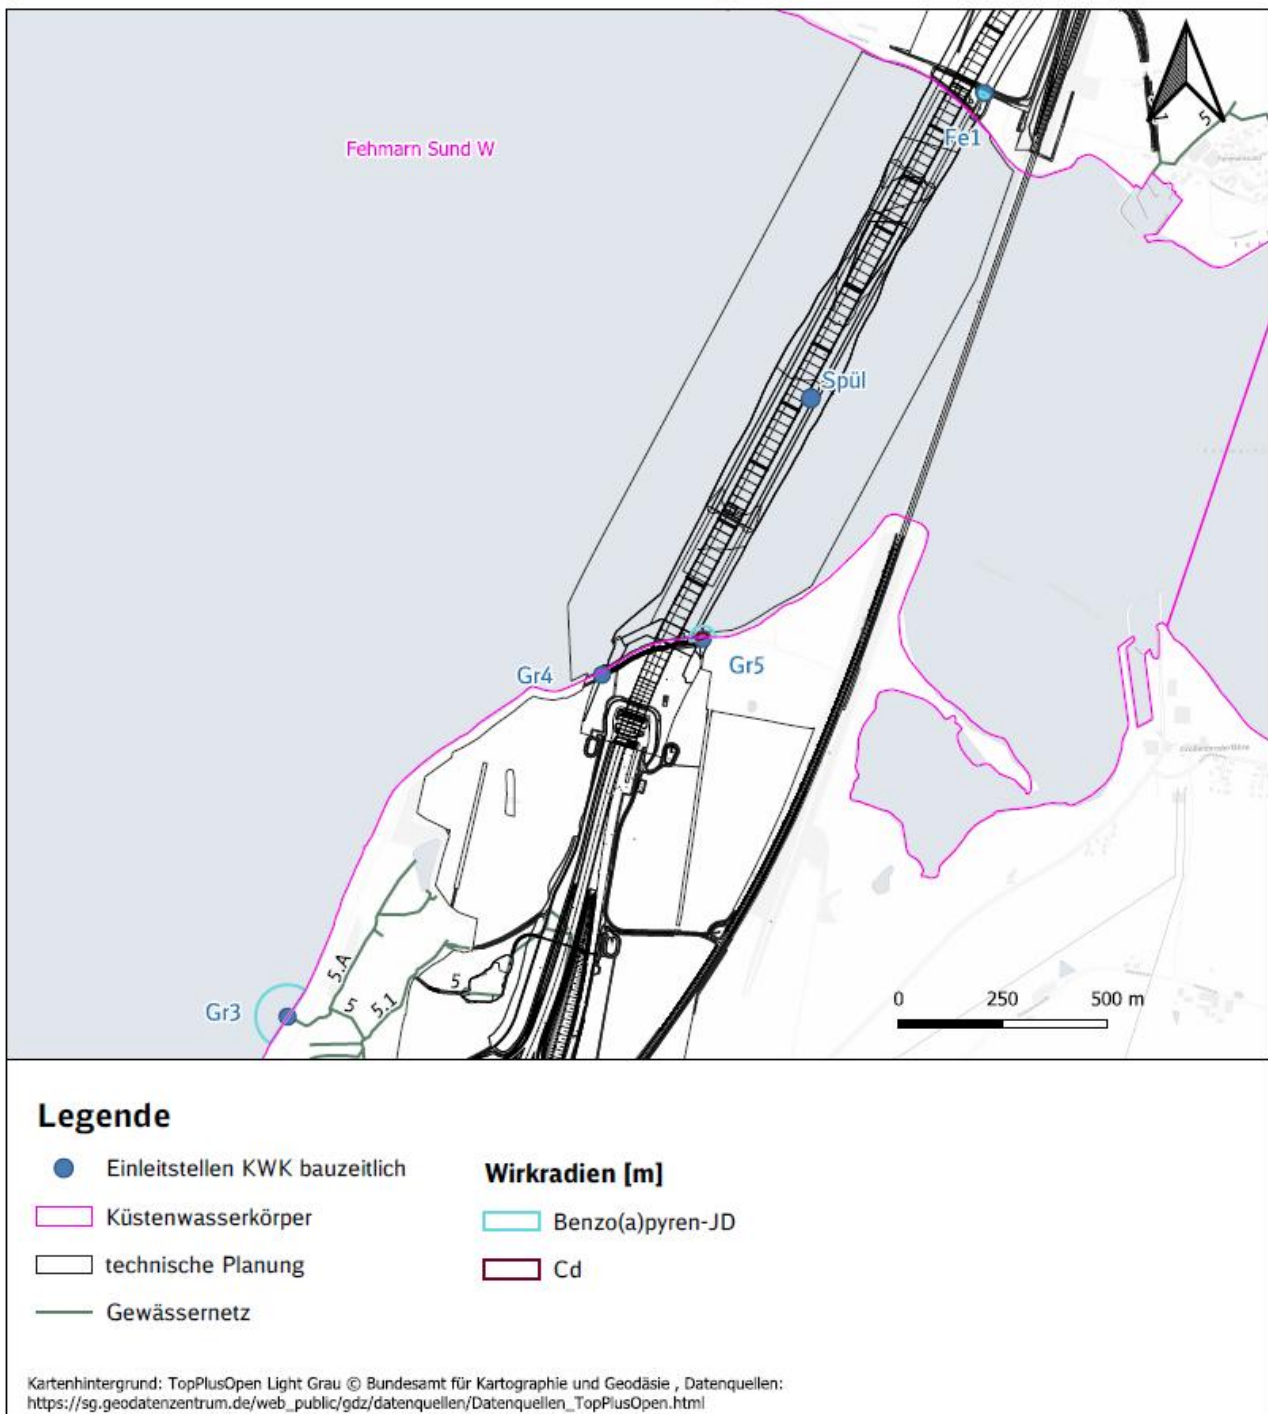 Fehmarn Sund W
Fe1
5
Spül
Gr4
Gr5
5.A
5
5.1
5
Gr3
0 250 500 m
Legende
Einleitstellen KWK bauzeitlich
Küstenwasserkörper
technische Planung
Gewässernetz
Wirkradien [m]
Benzo(a)pyren-JD
Cd
Kartenhintergrund: TopPlusOpen Light Grau © Bundesamt für Kartographie und Geodäsie , Datenquellen:
https://sg.geodatenzentrum.de/web_public/gdz/datenquellen/Datenquellen_TopPlusOpen.html